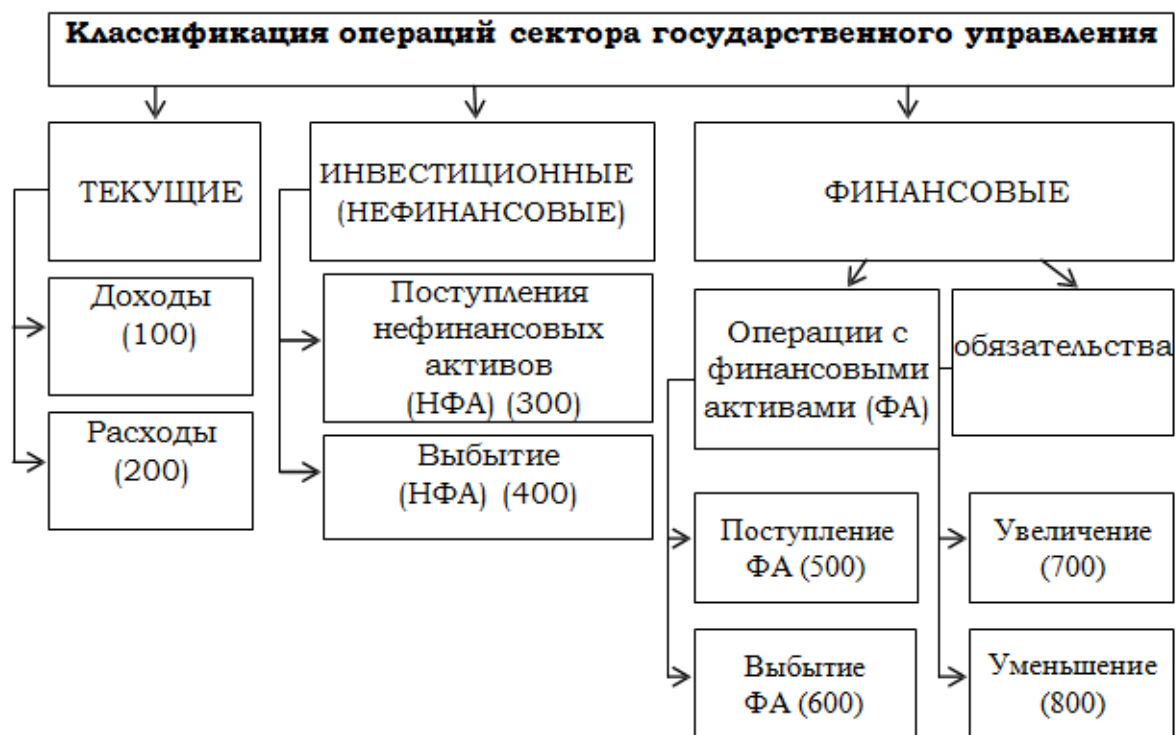 Классификация операций сектора государственного управления
ТЕКУЩИЕ
Доходы
(100)
Расходы
(200)
ИНВЕСТИЦИОННЫЕ
(НЕФИНАНСОВЫЕ)
Поступления
нефинансовых
активов
(НФА) (300)
Выбытие
(НФА) (400)
ФИНАНСОВЫЕ
Операции с
финансовыми
активами (ФА)
обязательства
Поступление
ФА (500)
Выбытие
ФА (600)
Увеличение
(700)
Уменьшение
(800)